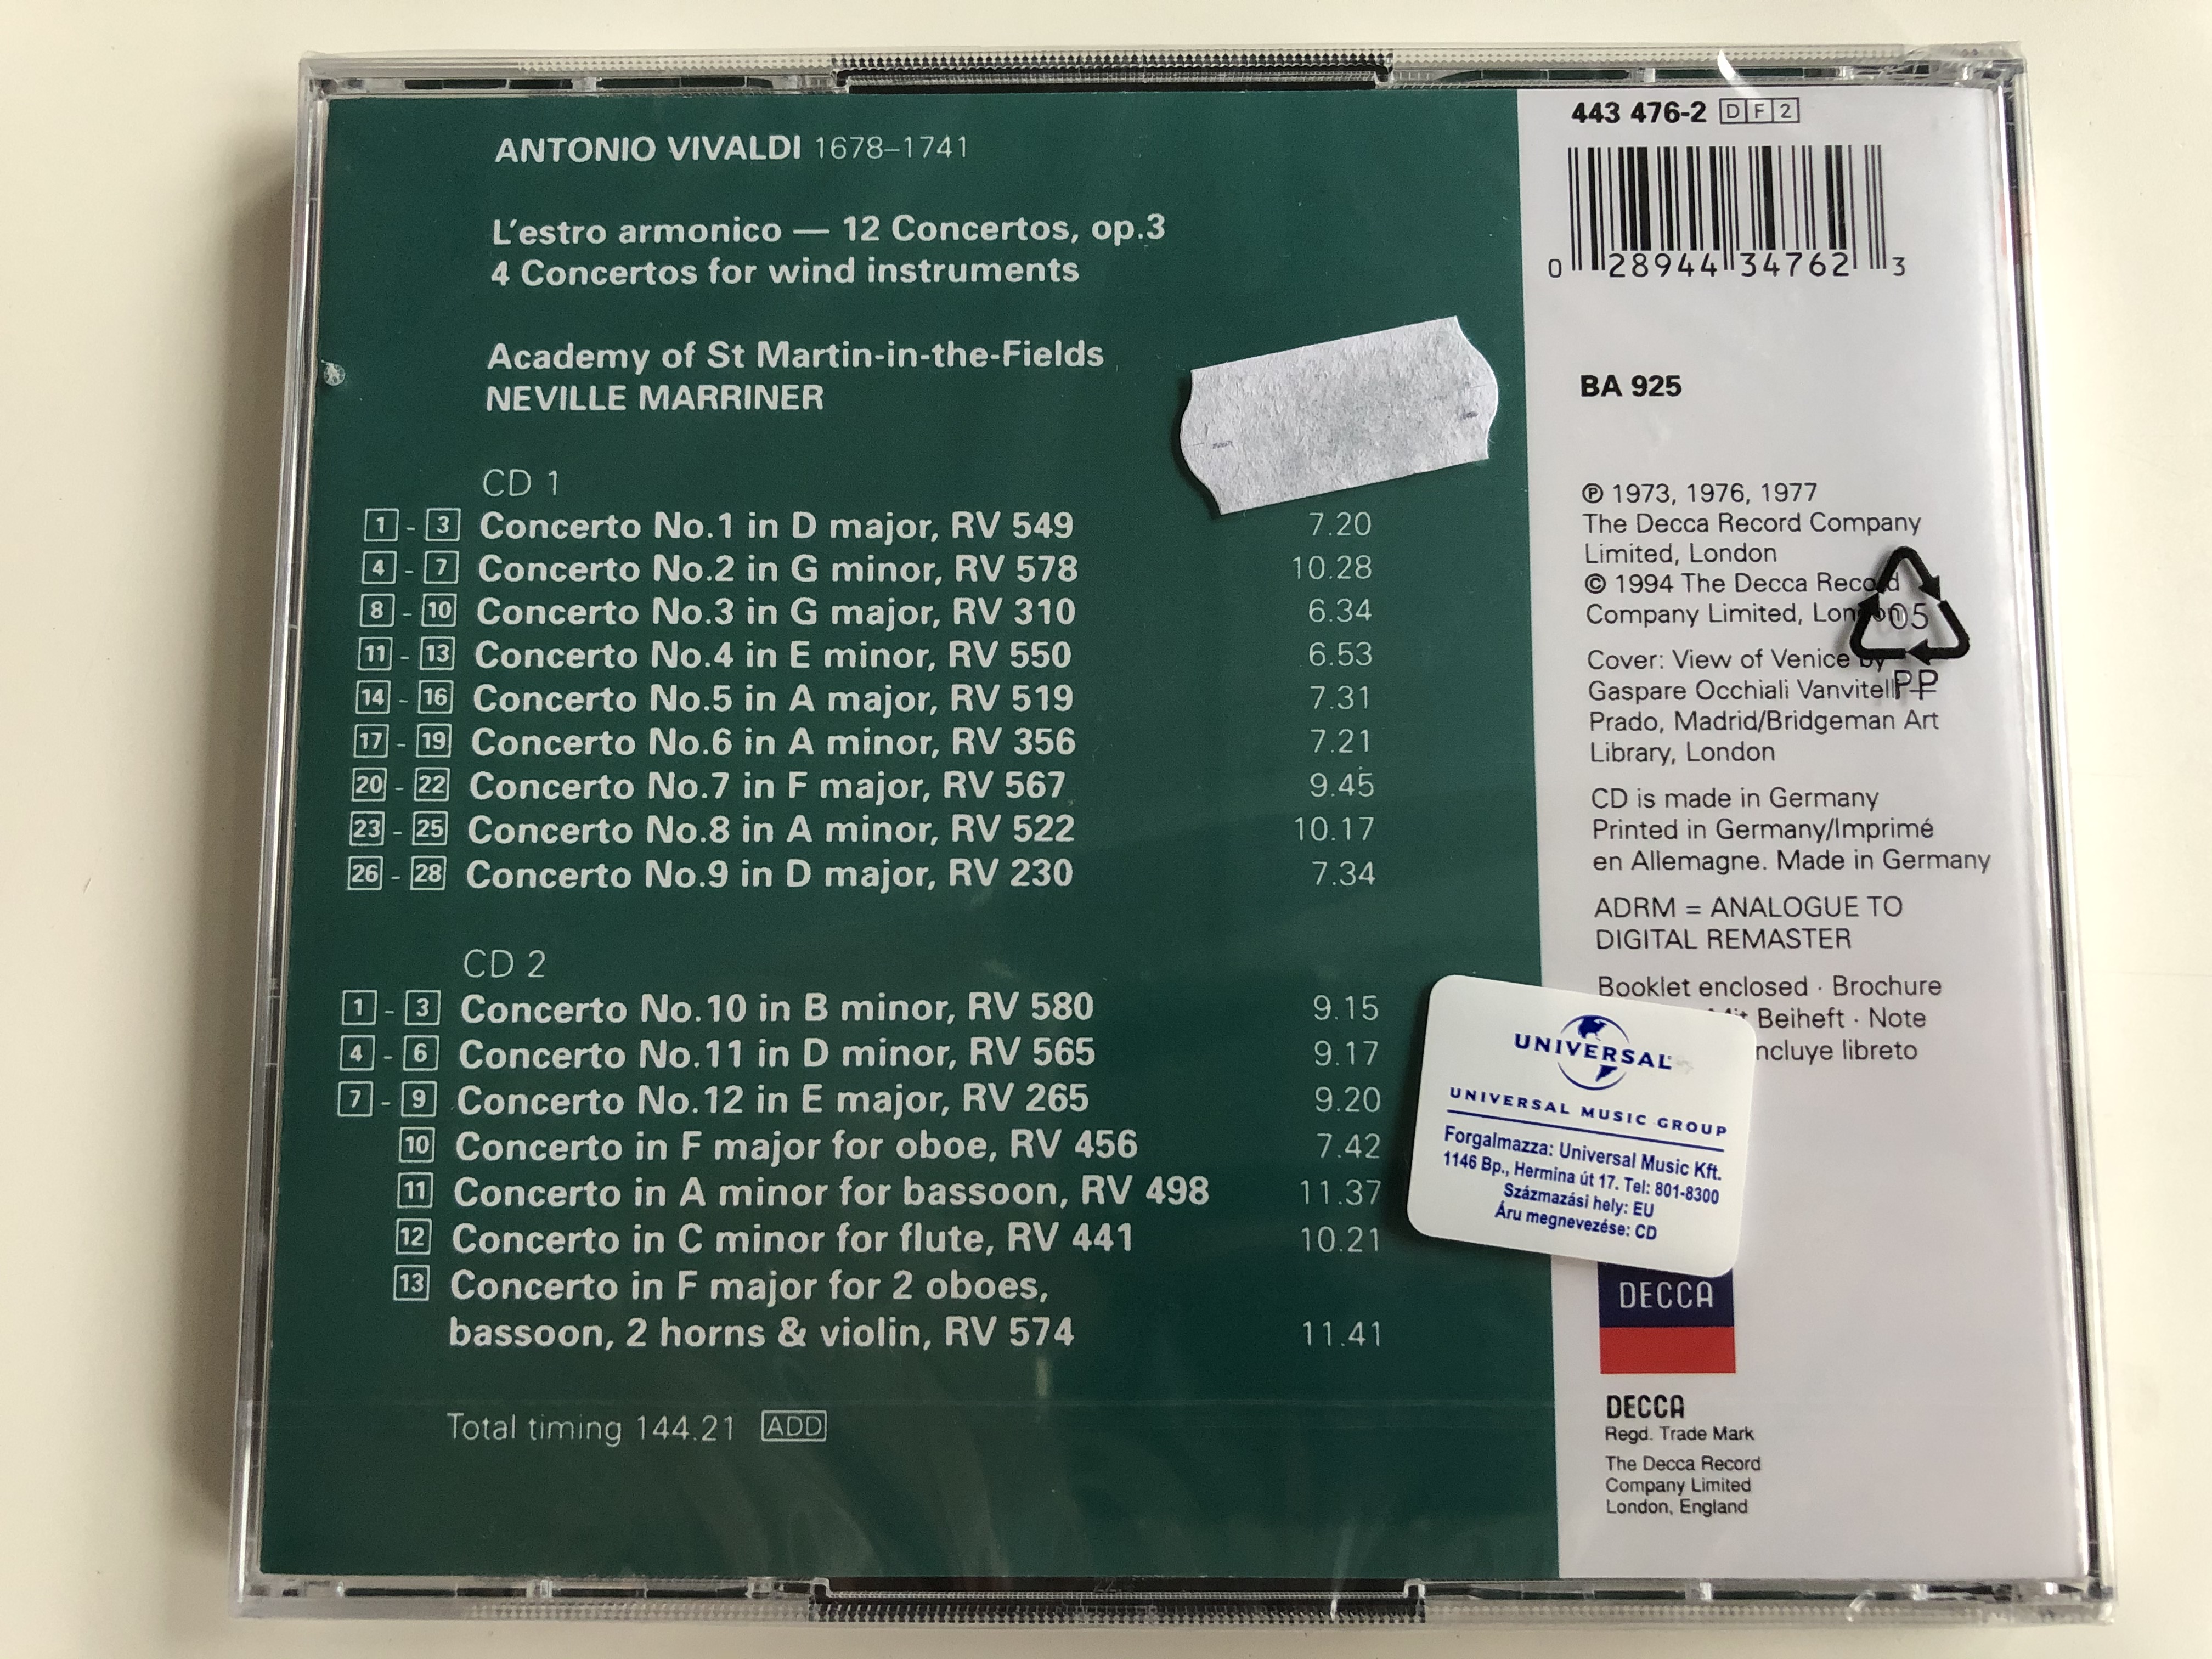 ANTONIO VIVALDI 1678–1741
L'estro armonico — 12 Concertos, op.3
4 Concertos for wind instruments
Academy of St Martin-in-the-Fields
NEVILLE MARRINER
CD 1
1 - 3 Concerto No.1 in D major, RV 549 7.20
4 - 7 Concerto No.2 in G minor, RV 578 10.28
8 - 10 Concerto No.3 in G major, RV 310 6.34
11 - 13 Concerto No.4 in E minor, RV 550 6.53
14 - 16 Concerto No.5 in A major, RV 519 7.31
17 - 19 Concerto No.6 in A minor, RV 356 7.21
20 - 22 Concerto No.7 in F major, RV 567 9.45
23 - 25 Concerto No.8 in A minor, RV 522 10.17
26 - 28 Concerto No.9 in D major, RV 230 7.34
CD 2
1 - 3 Concerto No.10 in B minor, RV 580 9.15
4 - 6 Concerto No.11 in D minor, RV 565 9.17
7 - 9 Concerto No.12 in E major, RV 265 9.20
10 Concerto in F major for oboe, RV 456 7.42
11 Concerto in A minor for bassoon, RV 498 11.37
12 Concerto in C minor for flute, RV 441 10.21
13 Concerto in F major for 2 oboes,
bassoon, 2 horns & violin, RV 574 11.41
Total timing 144.21 ADD
443 476-2 D F 2
0 28944 34762 3
BA 925
℗ 1973, 1976, 1977
The Decca Record Company
Limited, London
© 1994 The Decca Record
Company Limited, London
05
PP
Cover: View of Venice by
Gaspare Occhiali Vanvitelli
Prado, Madrid/Bridgeman Art
Library, London
CD is made in Germany
Printed in Germany/Imprimé
en Allemagne. Made in Germany
ADRM = ANALOGUE TO
DIGITAL REMASTER
Booklet enclosed · Brochure
Mit Beiheft · Note
libreto
UNIVERSAL
UNIVERSAL MUSIC GROUP
Forgalmazza: Universal Music Kft.
1146 Bp., Hermina út 17. Tel: 801-8300
Származási hely: EU
Áru megnevezése: CD
DECCA
DECCA
Regd. Trade Mark
The Decca Record
Company Limited
London, England